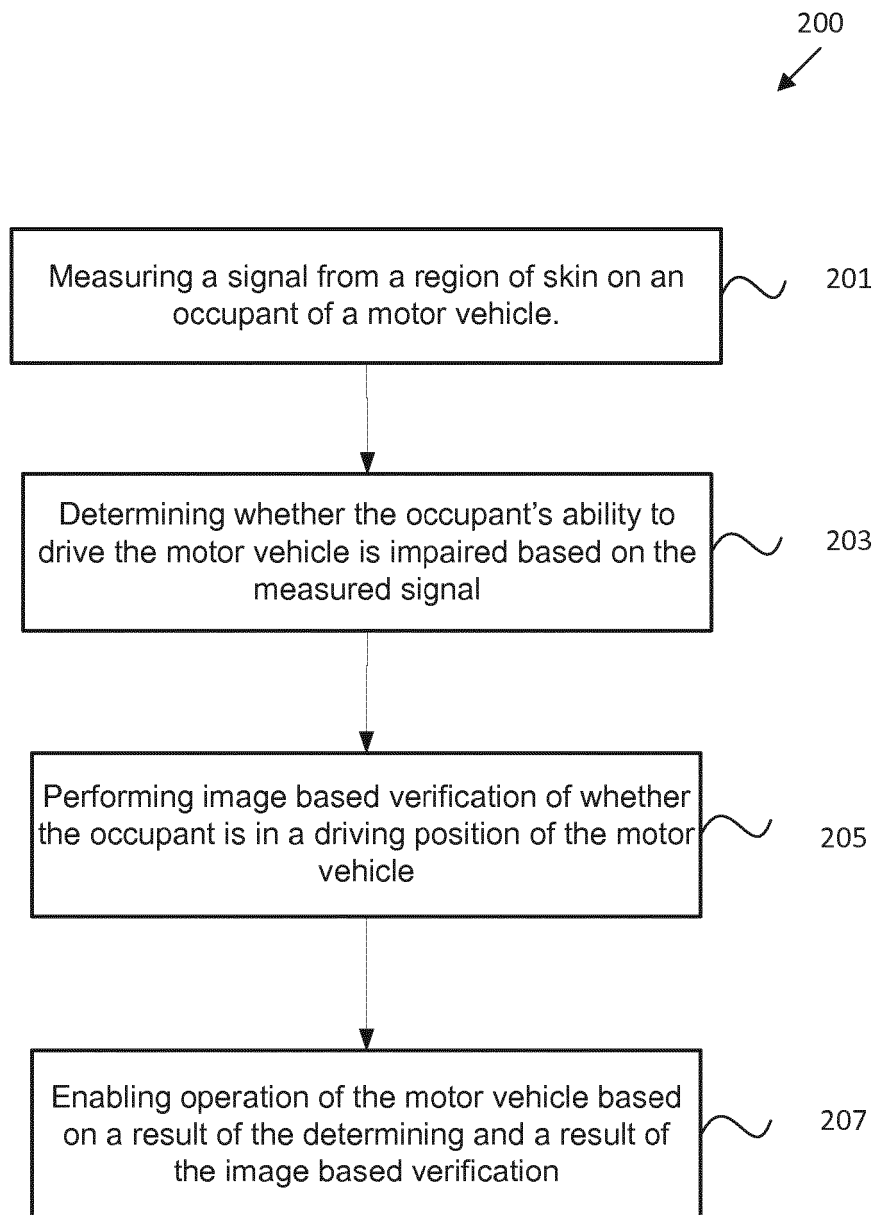 200
Measuring a signal from a region of skin on an
occupant of a motor vehicle.
201
Determining whether the occupant's ability to
drive the motor vehicle is impaired based on the
measured signal
203
Performing image based verification of whether
the occupant is in a driving position of the motor
vehicle
205
Enabling operation of the motor vehicle based
on a result of the determining and a result of
the image based verification
207